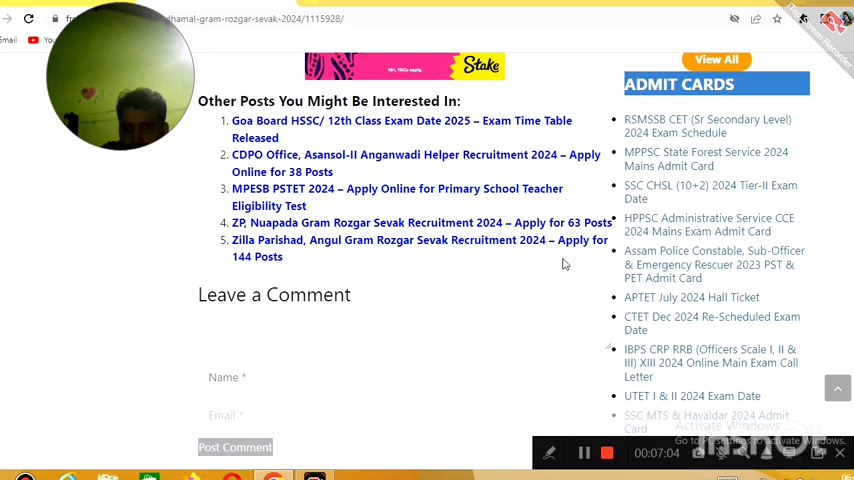 dhamal-gram-rozgar-sevak-2024/1115928/
18+, T&Cs apply.
Stake
Other Posts You Might Be Interested In:
1. Goa Board HSSC/ 12th Class Exam Date 2025 – Exam Time Table
Released
2. CDPO Office, Asansol-II Anganwadi Helper Recruitment 2024 – Apply
Online for 38 Posts
3. MPESB PSTET 2024 – Apply Online for Primary School Teacher
Eligibility Test
4. ZP, Nuapada Gram Rozgar Sevak Recruitment 2024 – Apply for 63 Posts
5. Zilla Parishad, Angul Gram Rozgar Sevak Recruitment 2024 – Apply for
144 Posts
Leave a Comment
Name *
Email *
Post Comment
View All
ADMIT CARDS
RSMSSB CET (Sr Secondary Level)
2024 Exam Schedule
MPPSC State Forest Service 2024
Mains Admit Card
SSC CHSL (10+2) 2024 Tier-II Exam
Date
HPPSC Administrative Service CCE
2024 Mains Exam Admit Card
Assam Police Constable, Sub-Officer
& Emergency Rescuer 2023 PST &
PET Admit Card
APTET July 2024 Hall Ticket
CTET Dec 2024 Re-Scheduled Exam
Date
IBPS CRP RRB (Officers Scale I, II &
III) XIII 2024 Online Main Exam Call
Letter
UTET I & II 2024 Exam Date
SSC MTS & Havaldar 2024 Admit
Card
Activate Windows
Go to PC settings to activate Windows.
00:07:04
Screen Recorder